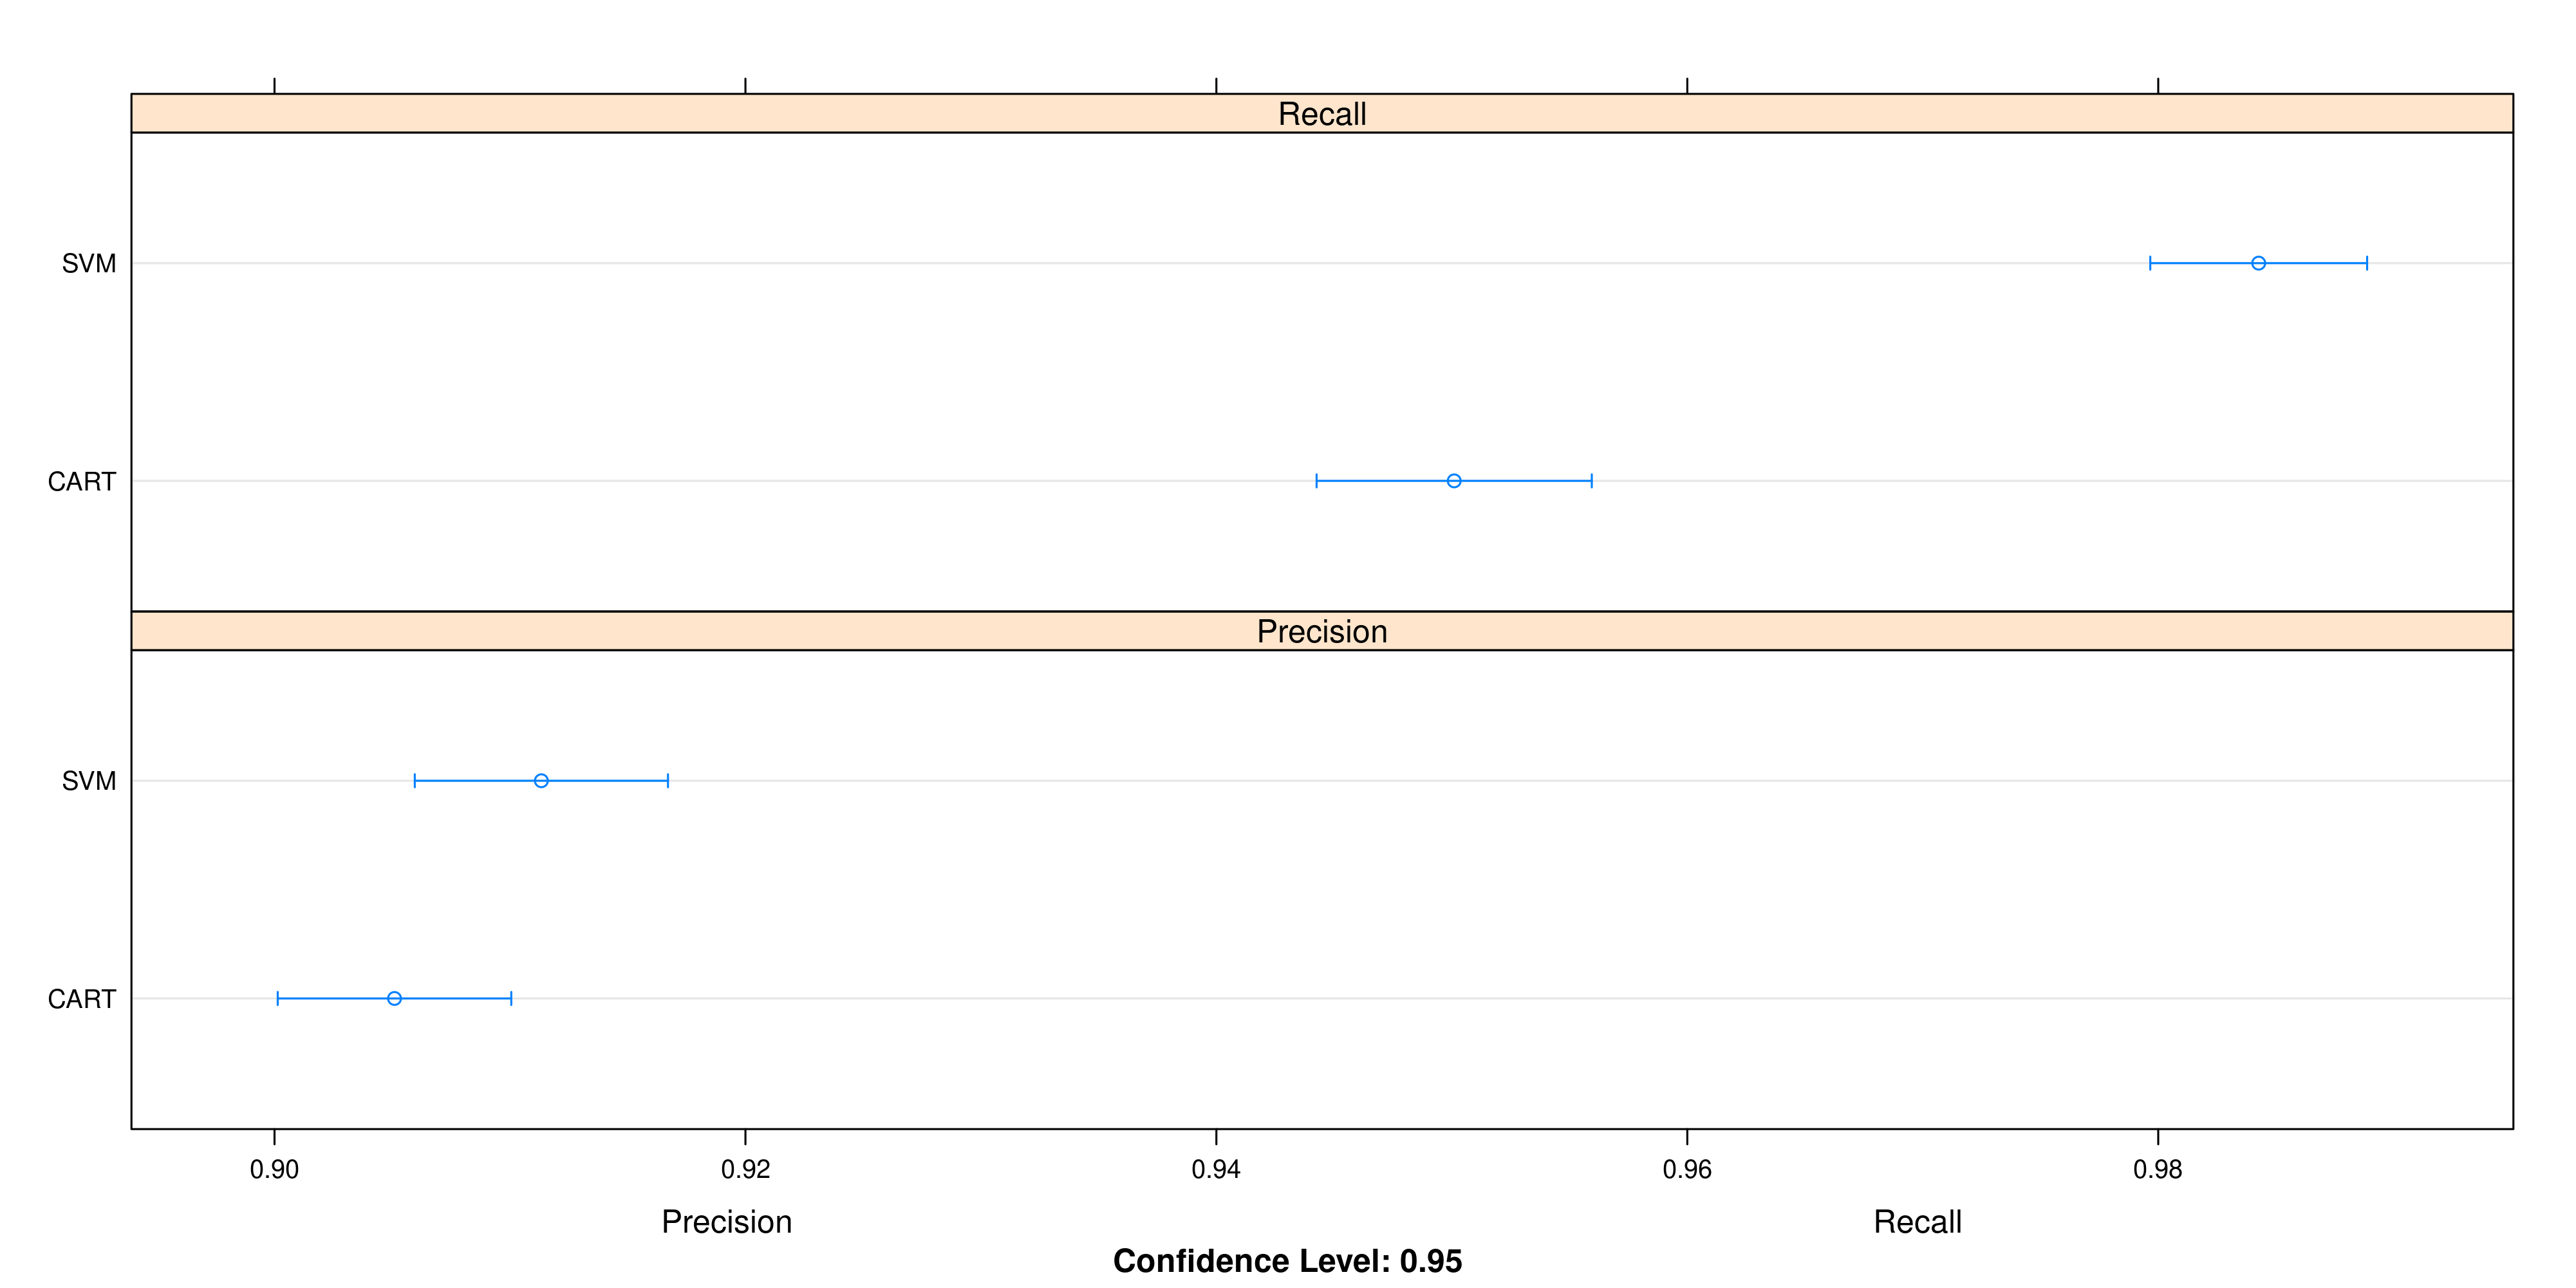 Recall
SVM
CART
Precision
SVM
CART
0.90 0.92 0.94 0.96 0.98
Precision Recall
Confidence Level: 0.95